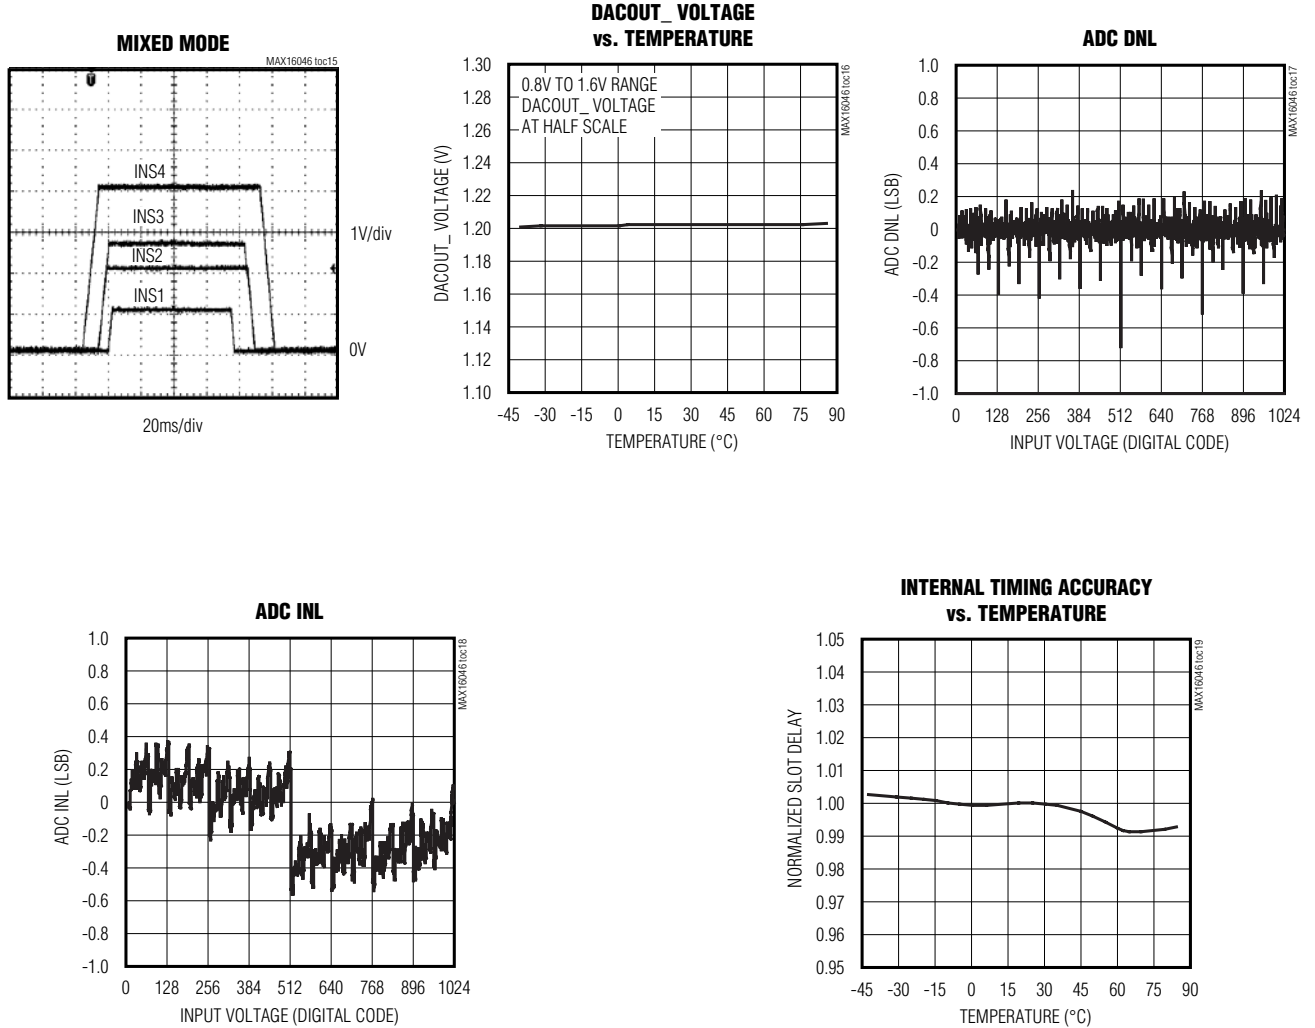 MIXED MODE
MAX16046 toc15
INS4
INS3
INS2
INS1
1V/div
0V
20ms/div
DACOUT_ VOLTAGE
vs. TEMPERATURE
MAX16046 toc16
0.8V TO 1.6V RANGE
DACOUT_ VOLTAGE
AT HALF SCALE
DACOUT_ VOLTAGE (V)
1.30
1.28
1.26
1.24
1.22
1.20
1.18
1.16
1.14
1.12
1.10
-45 -30 -15 0 15 30 45 60 75 90
TEMPERATURE (°C)
ADC DNL
MAX16046 toc17
ADC DNL (LSB)
1.0
0.8
0.6
0.4
0.2
0
-0.2
-0.4
-0.6
-0.8
-1.0
0 128 256 384 512 640 768 896 1024
INPUT VOLTAGE (DIGITAL CODE)
ADC INL
MAX16046 toc18
ADC INL (LSB)
1.0
0.8
0.6
0.4
0.2
0
-0.2
-0.4
-0.6
-0.8
-1.0
0 128 256 384 512 640 768 896 1024
INPUT VOLTAGE (DIGITAL CODE)
INTERNAL TIMING ACCURACY
vs. TEMPERATURE
MAX16046 toc19
NORMALIZED SLOT DELAY
1.05
1.04
1.03
1.02
1.01
1.00
0.99
0.98
0.97
0.96
0.95
-45 -30 -15 0 15 30 45 60 75 90
TEMPERATURE (°C)